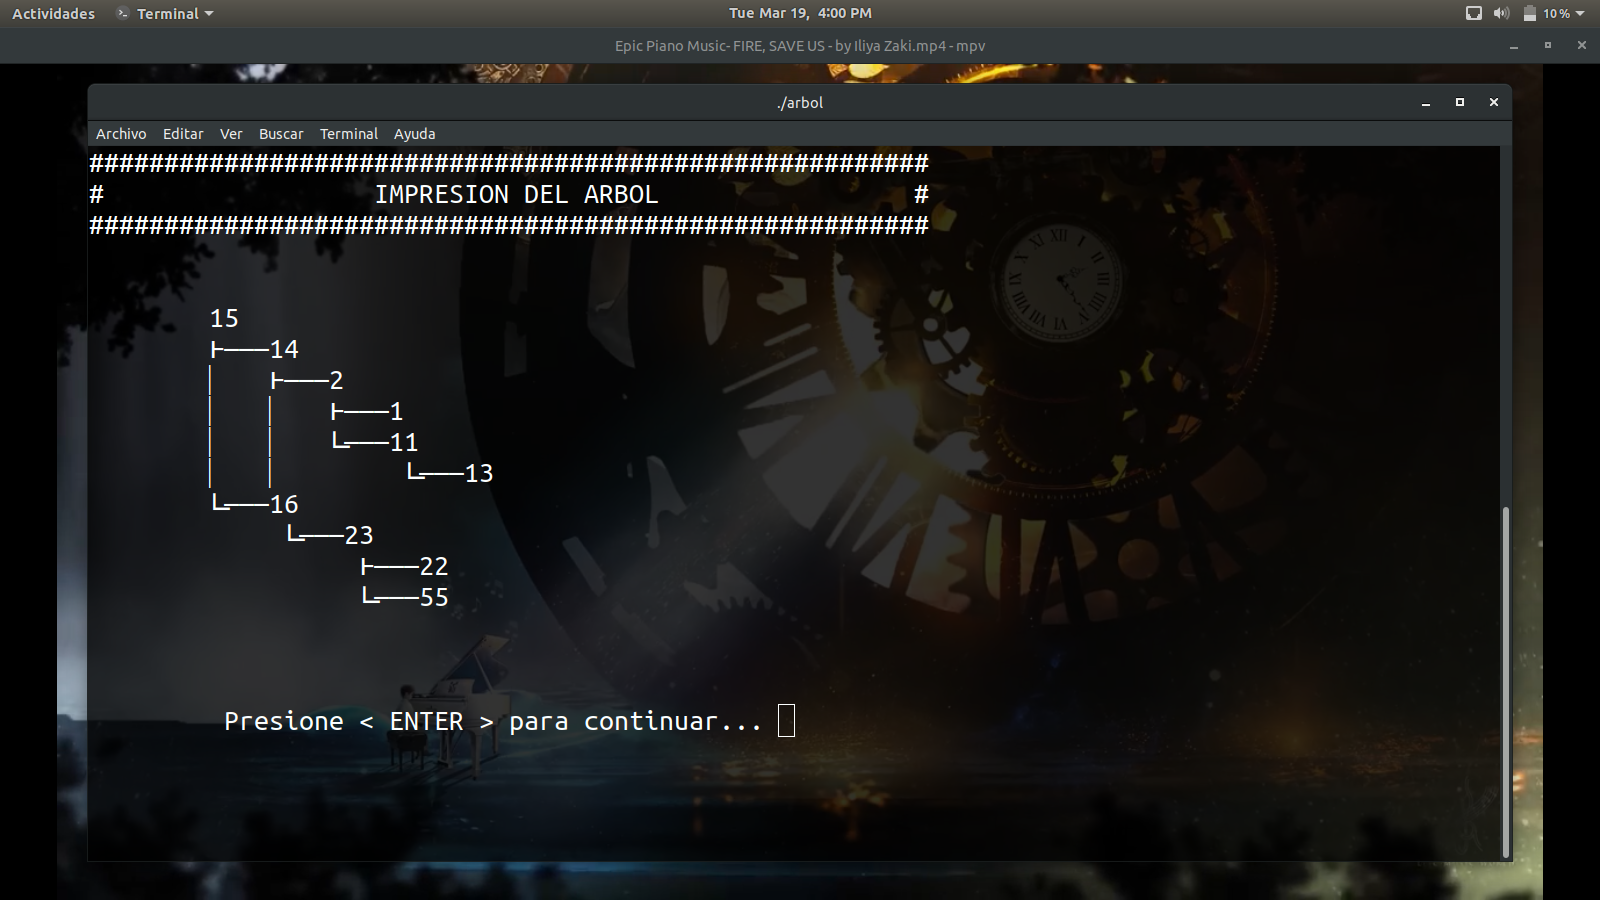 Actividades Terminal Tue Mar 19, 4:00 PM 10%
Epic Piano Music- FIRE, SAVE US - by Iliya Zaki.mp4 - mpv
./arbol
Archivo Editar Ver Buscar Terminal Ayuda
########################################################
# IMPRESION DEL ARBOL #
########################################################
15
├───14
│   ├───2
│   │   ├───1
│   │   └───11
│   │        └───13
└───16
     └───23
          ├───22
          └───55
Presione < ENTER > para continuar...